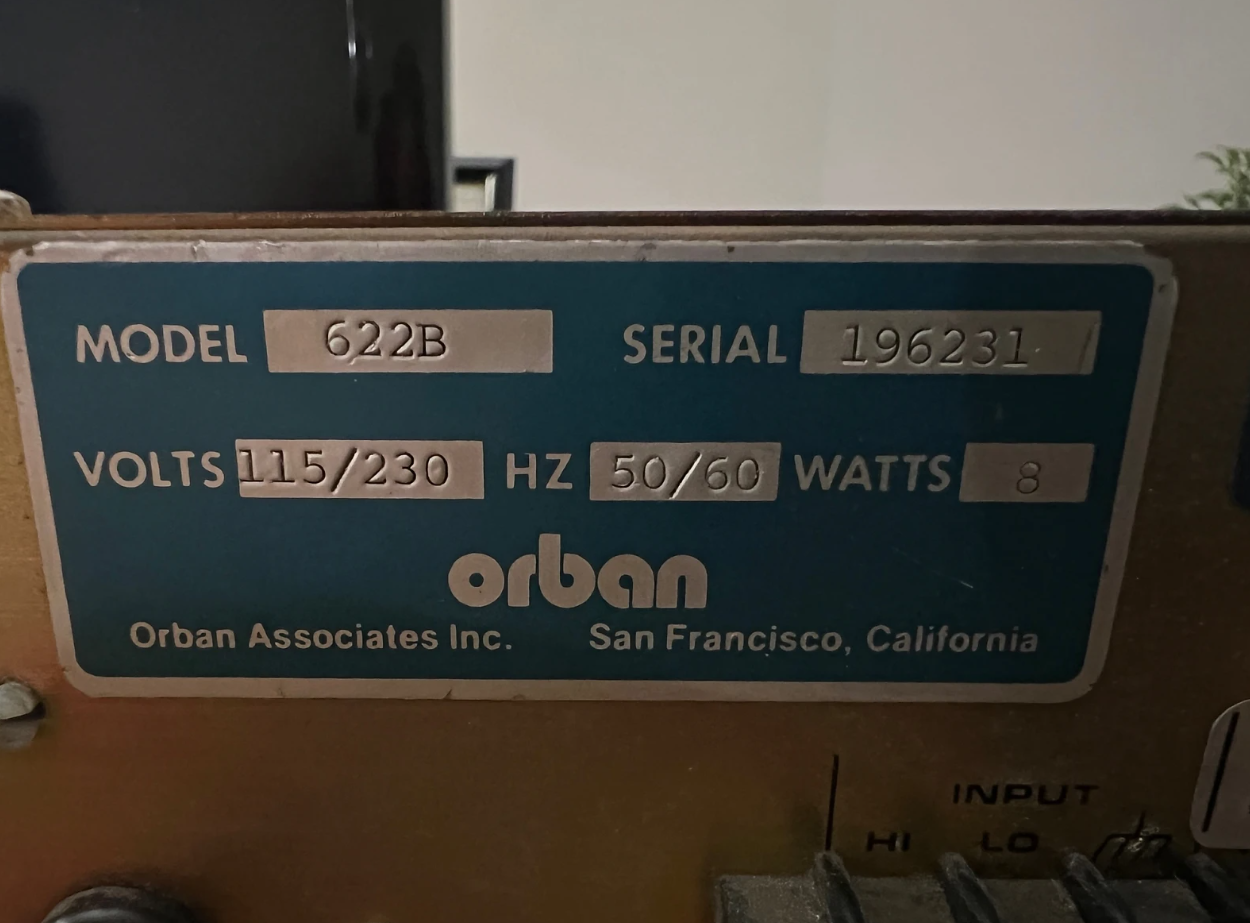 MODEL 622B SERIAL 196231
VOLTS 115/230 HZ 50/60 WATTS 8
orban
Orban Associates Inc. San Francisco, California
INPUT
HI LO